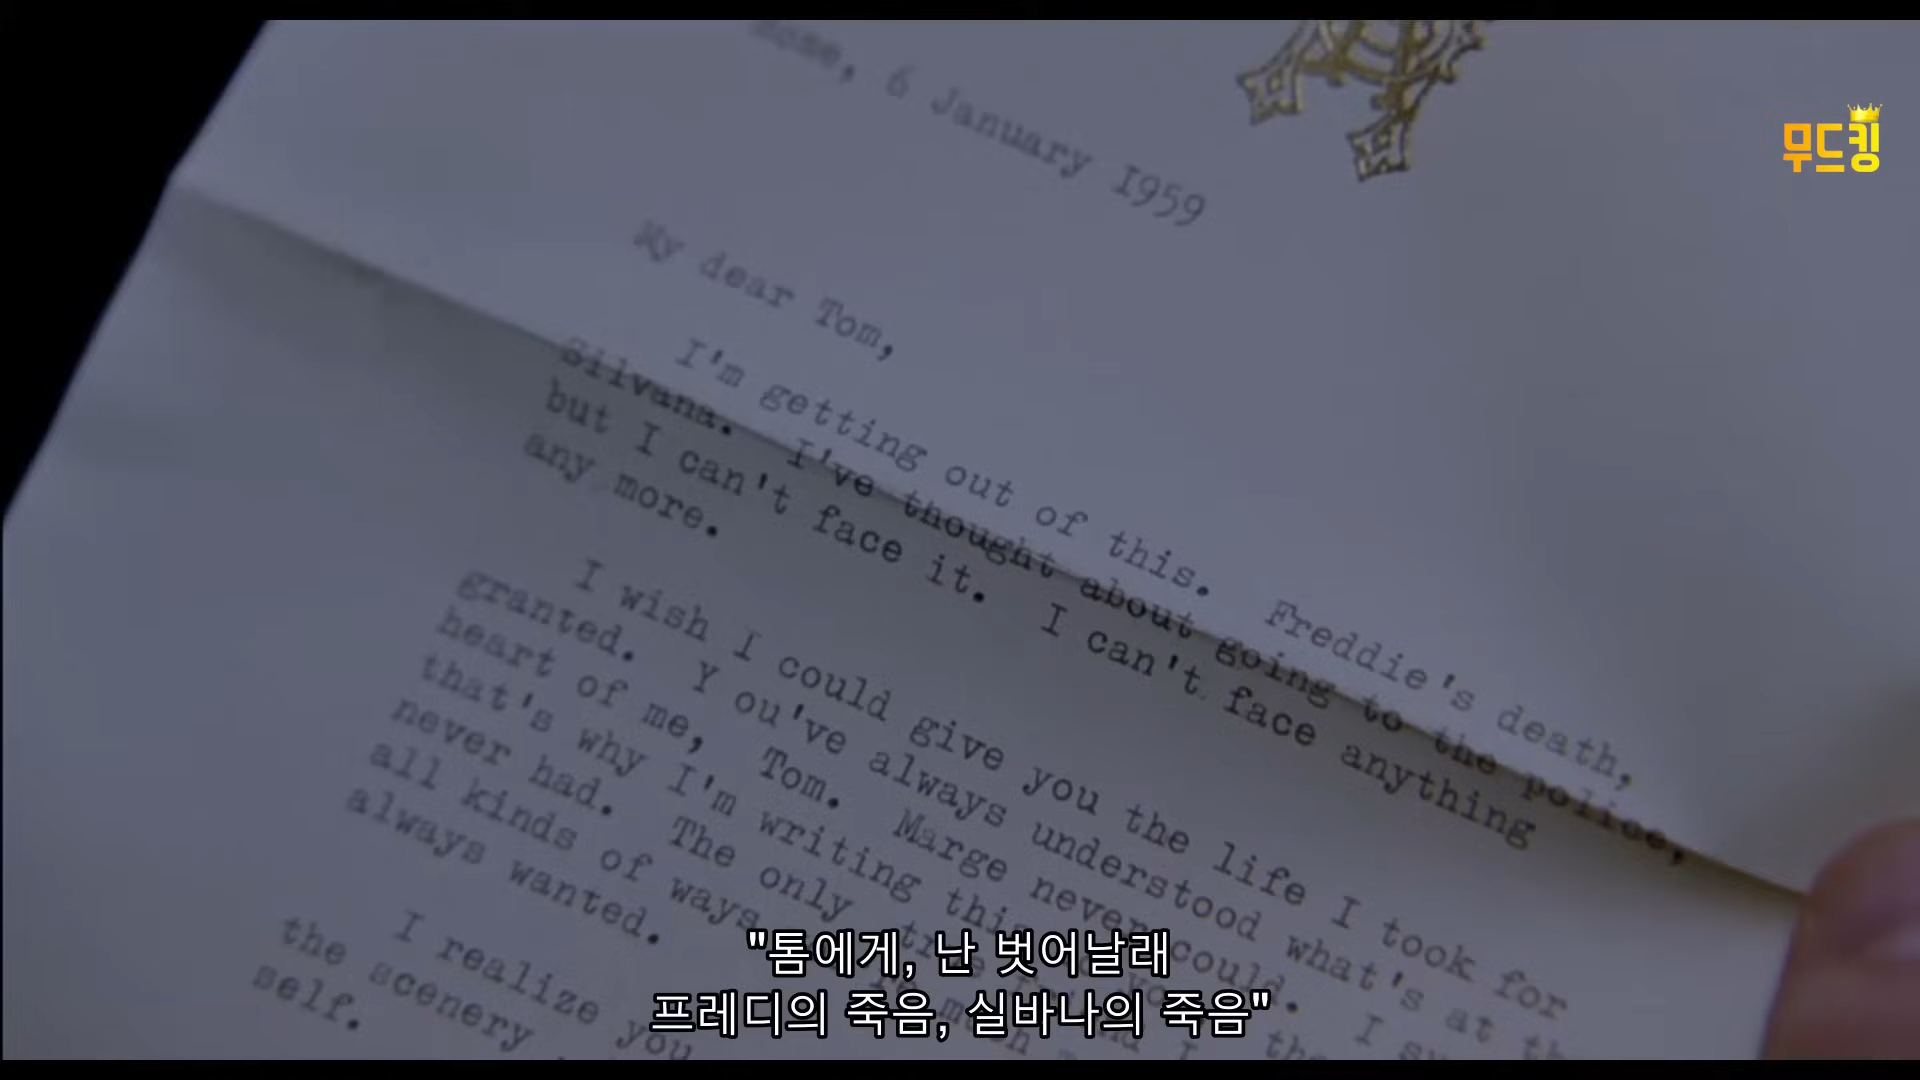 Rome, 6 January 1959
무드킹
My dear Tom,
I'm getting out of this. Freddie's death,
Silvana. I've thought about going to the police,
but I can't face it. I can't face anything
any more.
I wish I could give you the life I took for
granted. Y ou've always understood what's at the
heart of me, Tom. Marge never could. I
that's why I'm writing this
never had. The only
all kinds of ways
always wanted.
I realize you
the scenery
self.
"톰에게, 난 벗어날래
프레디의 죽음, 실바나의 죽음"